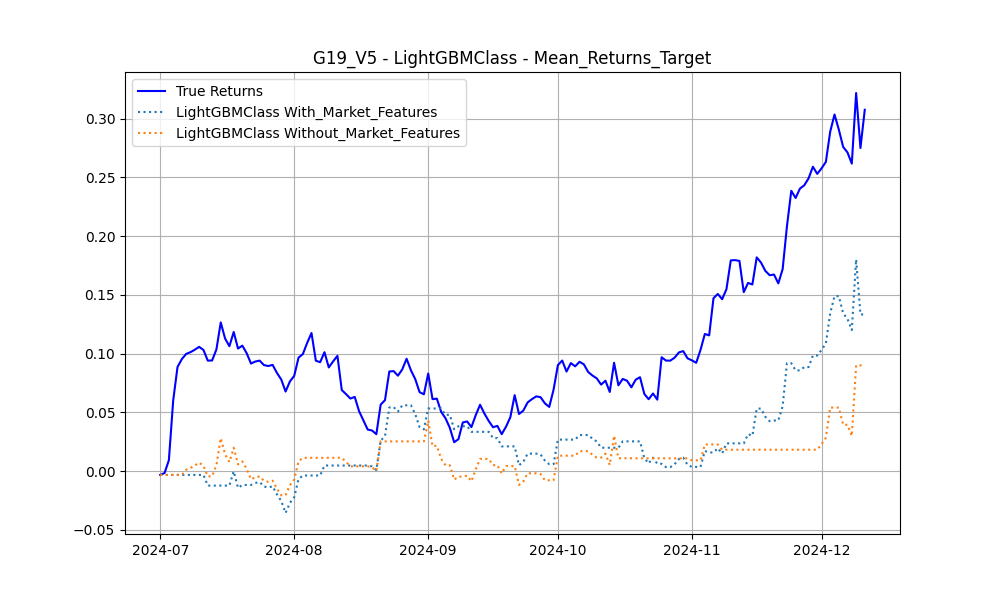 G19_V5 - LightGBMClass - Mean_Returns_Target
True Returns
LightGBMClass With_Market_Features
LightGBMClass Without_Market_Features
0.30
0.25
0.20
0.15
0.10
0.05
0.00
−0.05
2024-07 2024-08 2024-09 2024-10 2024-11 2024-12